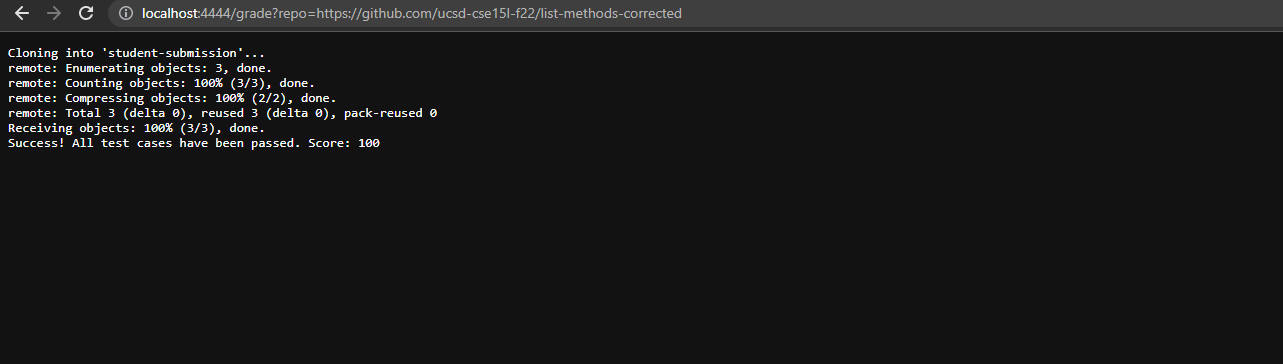 localhost:4444/grade?repo=https://github.com/ucsd-cse15l-f22/list-methods-corrected
Cloning into 'student-submission'...
remote: Enumerating objects: 3, done.
remote: Counting objects: 100% (3/3), done.
remote: Compressing objects: 100% (2/2), done.
remote: Total 3 (delta 0), reused 3 (delta 0), pack-reused 0
Receiving objects: 100% (3/3), done.
Success! All test cases have been passed. Score: 100